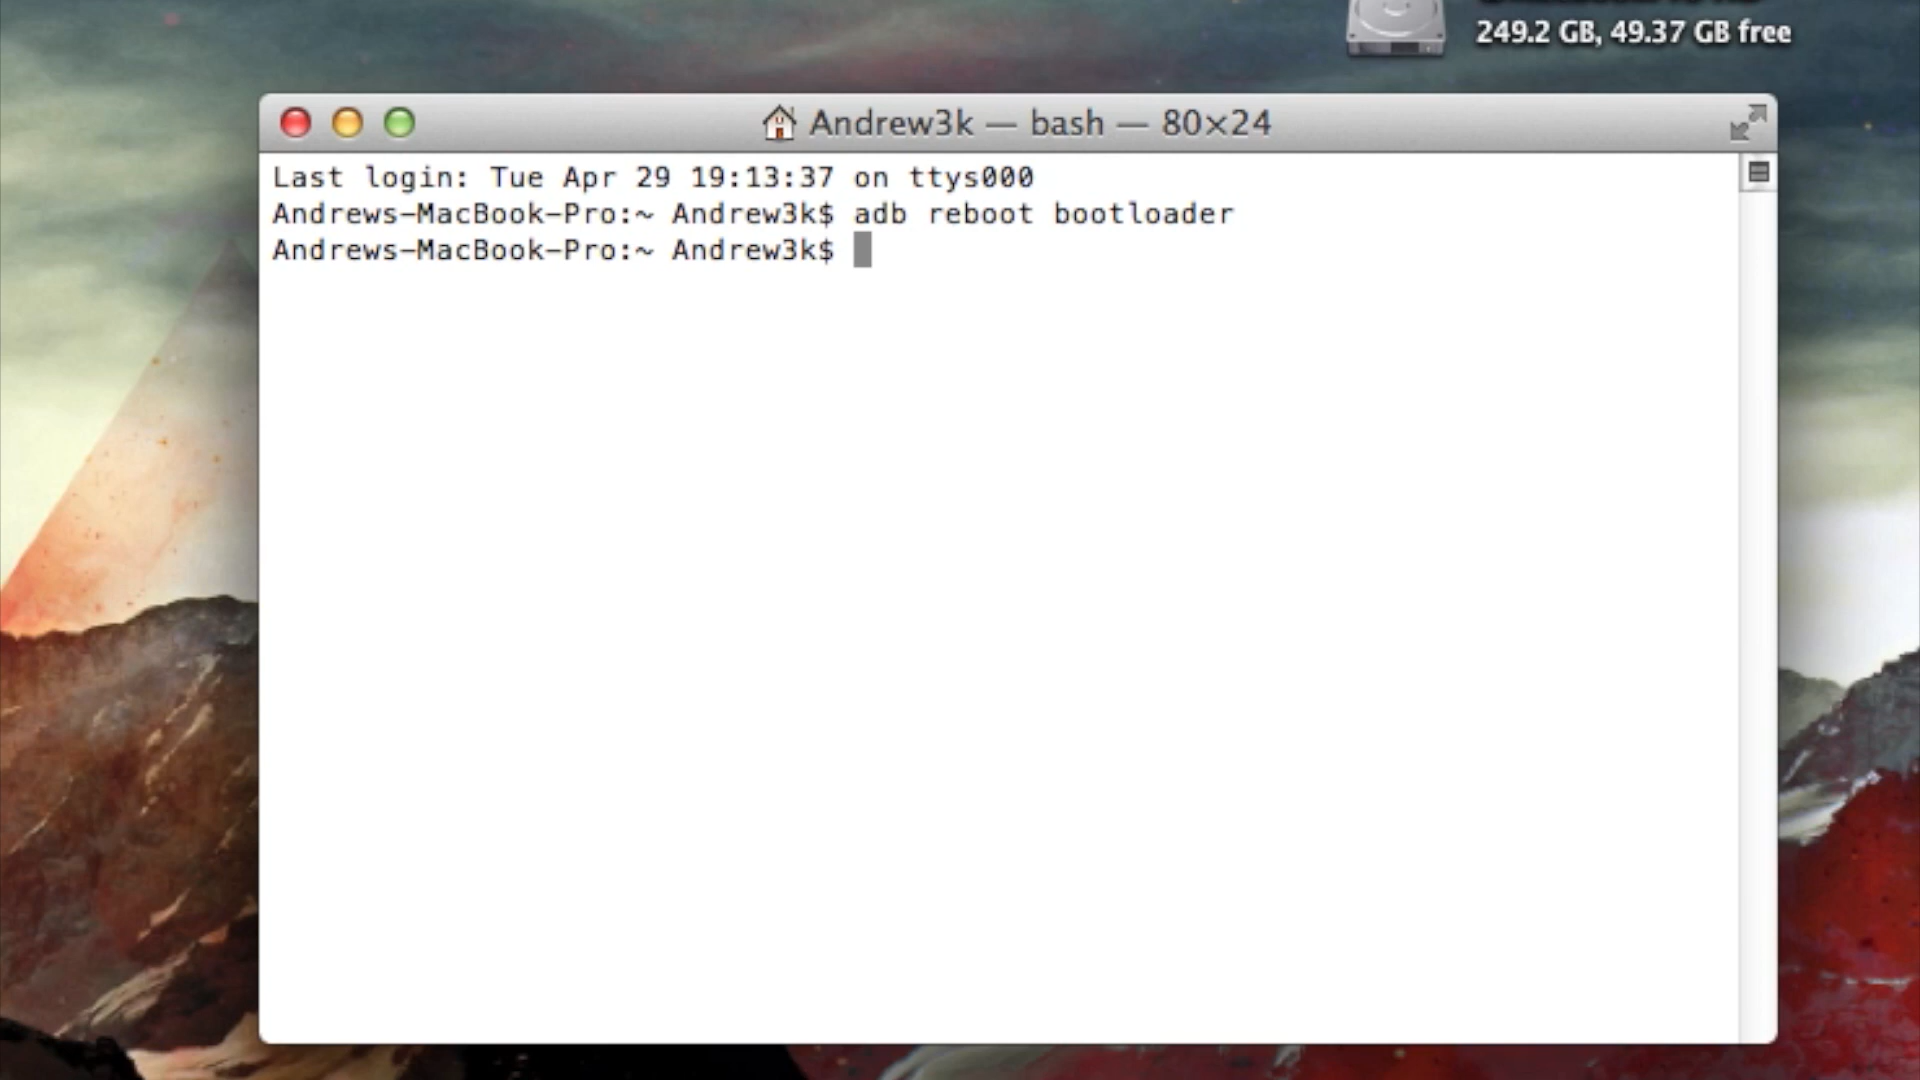 249.2 GB, 49.37 GB free
Andrew3k — bash — 80×24
Last login: Tue Apr 29 19:13:37 on ttys000
Andrews-MacBook-Pro:~ Andrew3k$ adb reboot bootloader
Andrews-MacBook-Pro:~ Andrew3k$